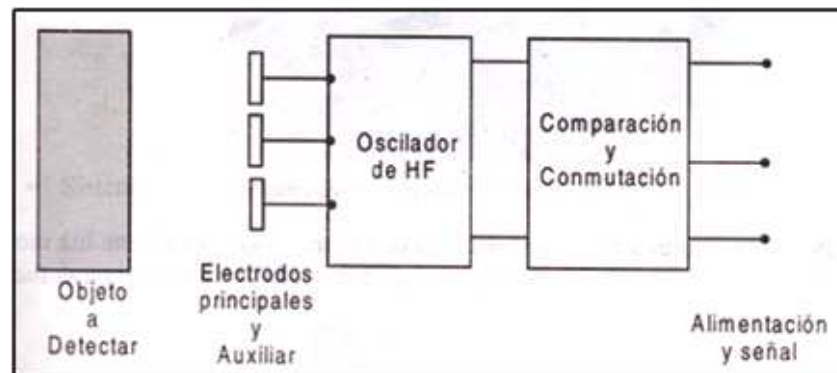 Objeto
a
Detectar
Electrodos
principales
y
Auxiliar
Oscilador
de HF
Comparación
y
Conmutación
Alimentación
y señal